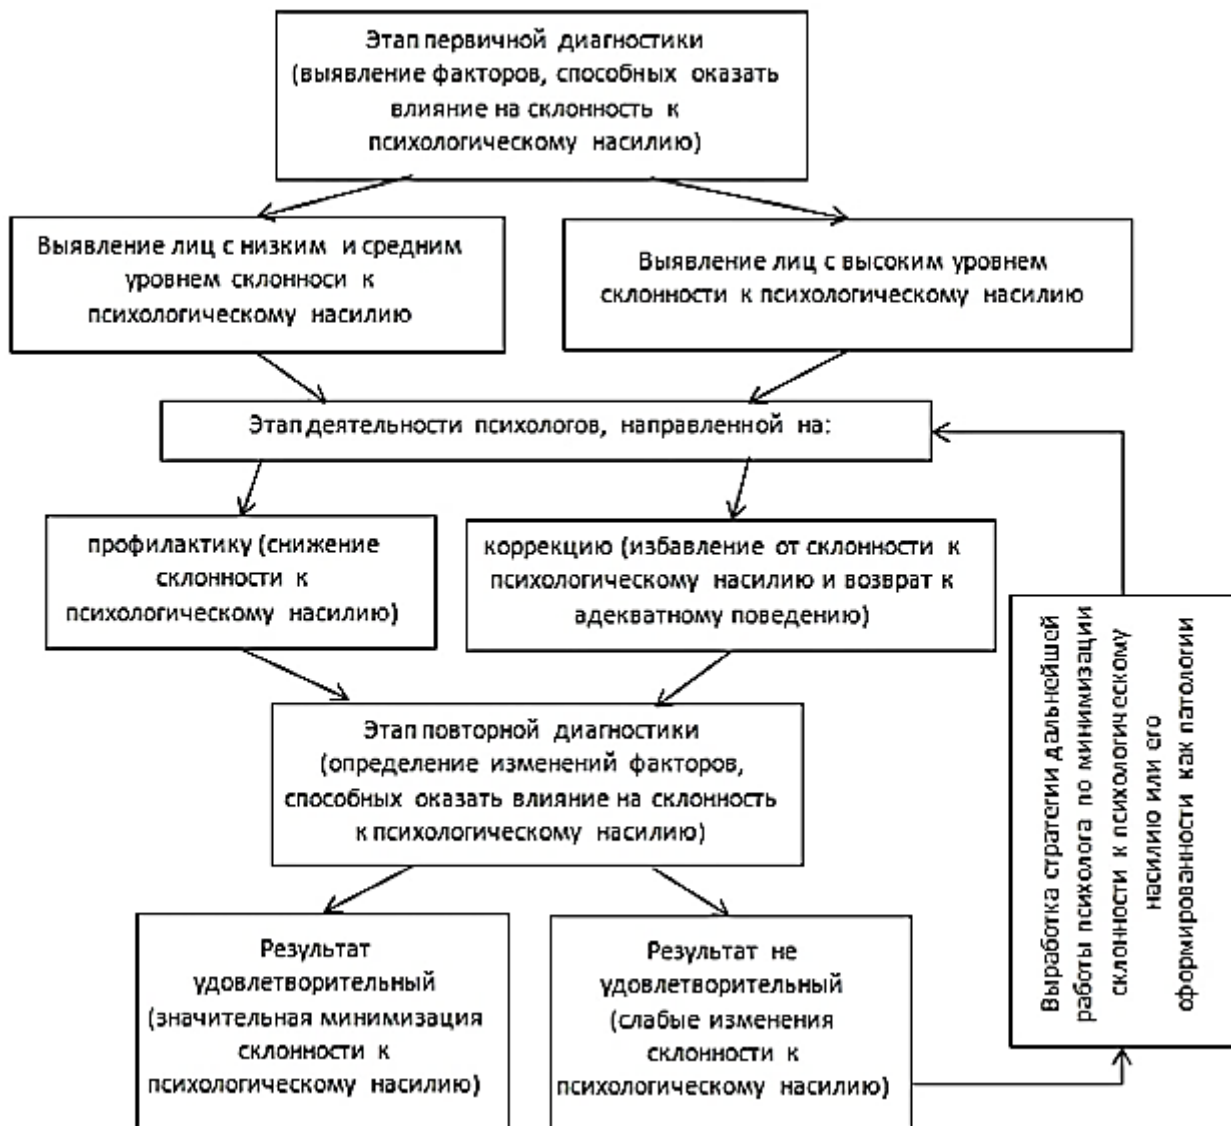 Этап первичной диагностики
(выявление факторов, способных оказать
влияние на склонность к
психологическому насилию)
Выявление лиц с низким и средним
уровнем склонноси к
психологическому насилию
Выявление лиц с высоким уровнем
склонности к психологическому насилию
Этап деятельности психологов, направленной на:
профилактику (снижение
склонности к
психологическому насилию)
коррекцию (избавление от склонности к
психологическому насилию и возврат к
адекватному поведению)
Этап повторной диагностики
(определение изменений факторов,
способных оказать влияние на склонность
к психологическому насилию)
Результат
удовлетворительный
(значительная минимизация
склонности к
психологическому насилию)
Результат не
удовлетворительный
(слабые изменения
склонности к
психологическому насилию)
Выработка стратегии дальнейшей
работы психолога по минимизации
склонности к психологическому
насилию или его
сформированности как патологии